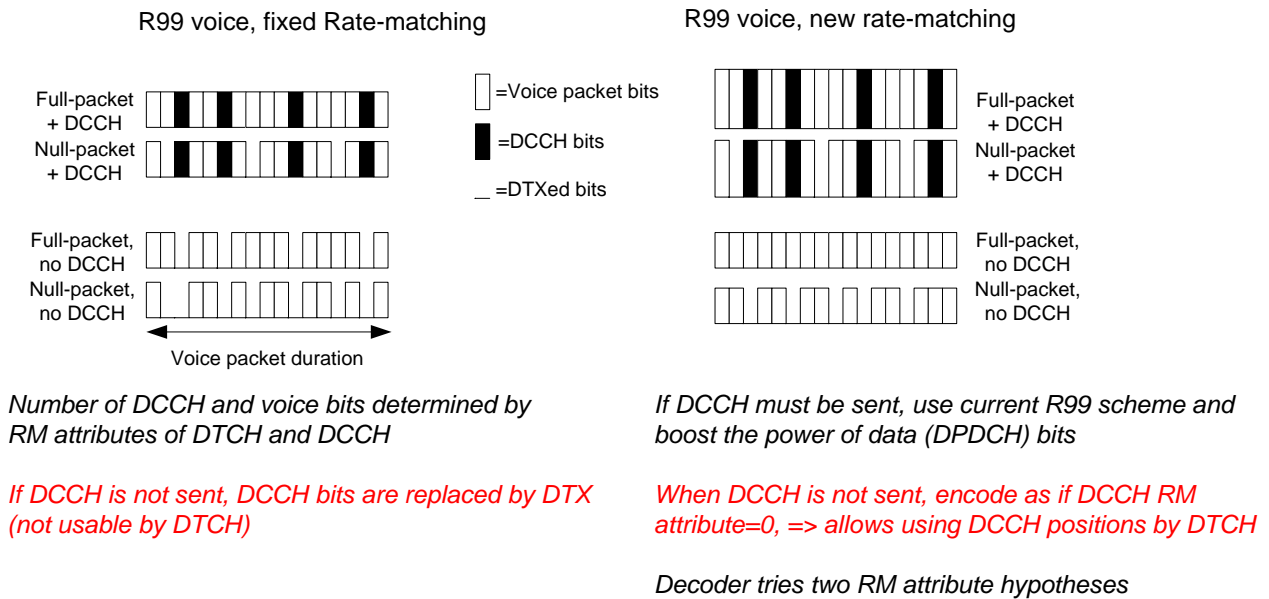 R99 voice, fixed Rate-matching
Full-packet
+ DCCH
Null-packet
+ DCCH
Full-packet,
no DCCH
Null-packet,
no DCCH
Voice packet duration
=Voice packet bits
=DCCH bits
=DTXed bits
R99 voice, new rate-matching
Full-packet
+ DCCH
Null-packet
+ DCCH
Full-packet,
no DCCH
Null-packet,
no DCCH
Number of DCCH and voice bits determined by
RM attributes of DTCH and DCCH
If DCCH is not sent, DCCH bits are replaced by DTX
(not usable by DTCH)
If DCCH must be sent, use current R99 scheme and
boost the power of data (DPDCH) bits
When DCCH is not sent, encode as if DCCH RM
attribute=0, => allows using DCCH positions by DTCH
Decoder tries two RM attribute hypotheses